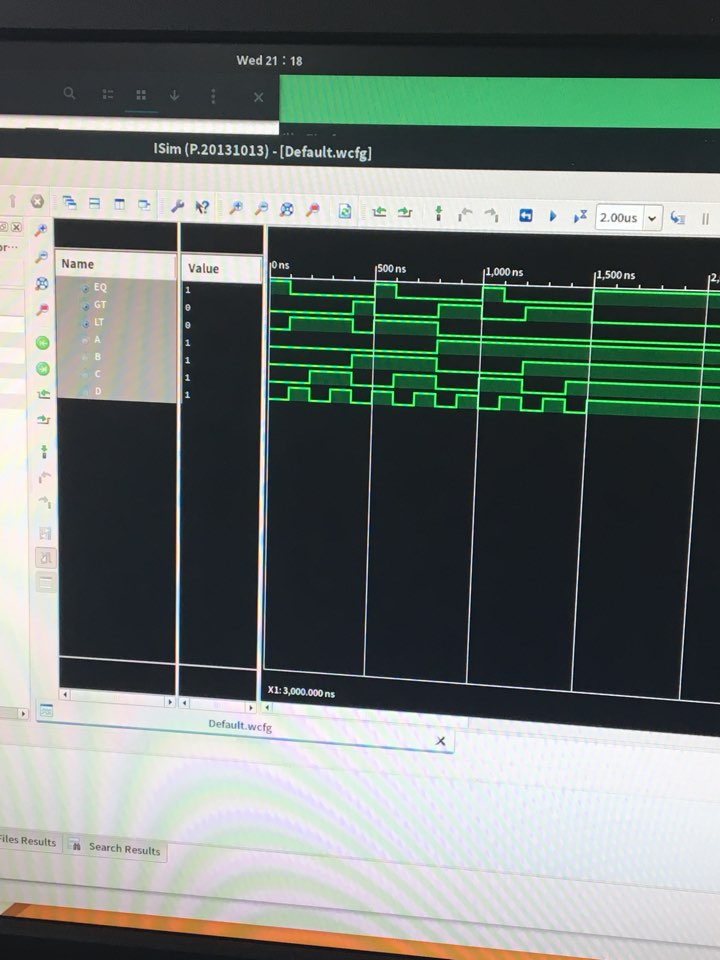 Wed 21 : 18
ISim (P.20131013) - [Default.wcfg]
2.00us
Name
Value
0 ns
500 ns
1,000 ns
1,500 ns
2,
EQ
1
GT
0
LT
0
A
1
B
1
C
1
D
1
X1: 3,000.000 ns
Default.wcfg
Files Results
Search Results